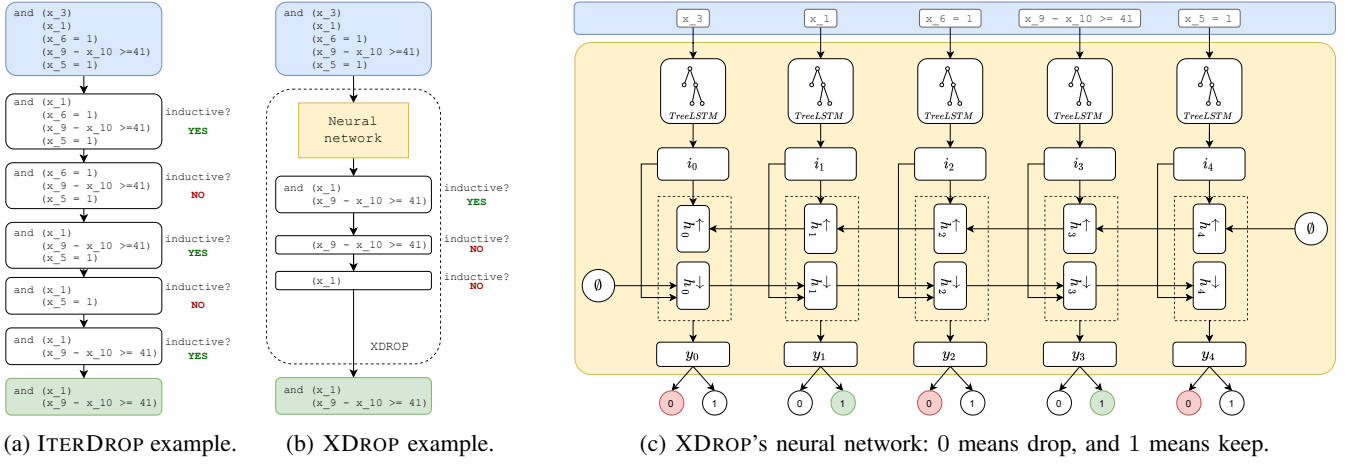 and (x_3)
(x_1)
(x_6 = 1)
(x_9 - x_10 >=41)
(x_5 = 1)
and (x_1)
(x_6 = 1)
(x_9 - x_10 >=41)
(x_5 = 1)
inductive?
YES
and (x_6 = 1)
(x_9 - x_10 >=41)
(x_5 = 1)
inductive?
NO
and (x_1)
(x_9 - x_10 >=41)
(x_5 = 1)
inductive?
YES
and (x_1)
(x_5 = 1)
inductive?
NO
and (x_1)
(x_9 - x_10 >= 41)
inductive?
YES
and (x_1)
(x_9 - x_10 >= 41)
(a) ITERDROP example.
and (x_3)
(x_1)
(x_6 = 1)
(x_9 - x_10 >=41)
(x_5 = 1)
Neural
network
and (x_1)
(x_9 - x_10 >= 41)
inductive?
YES
(x_9 - x_10 >= 41)
inductive?
NO
(x_1)
inductive?
NO
XDROP
and (x_1)
(x_9 - x_10 >= 41)
(b) XDROP example.
x_3 x_1 x_6 = 1 x_9 - x_10 >= 41 x_5 = 1
TreeLSTM TreeLSTM TreeLSTM TreeLSTM TreeLSTM
i₀ i₁ i₂ i₃ i₄
h₀↑ h₁↑ h₂↑ h₃↑ h₄↑ ∅
∅ h₀↓ h₁↓ h₂↓ h₃↓ h₄↓
y₀ y₁ y₂ y₃ y₄
0 1 0 1 0 1 0 1 0 1
(c) XDROP's neural network: 0 means drop, and 1 means keep.